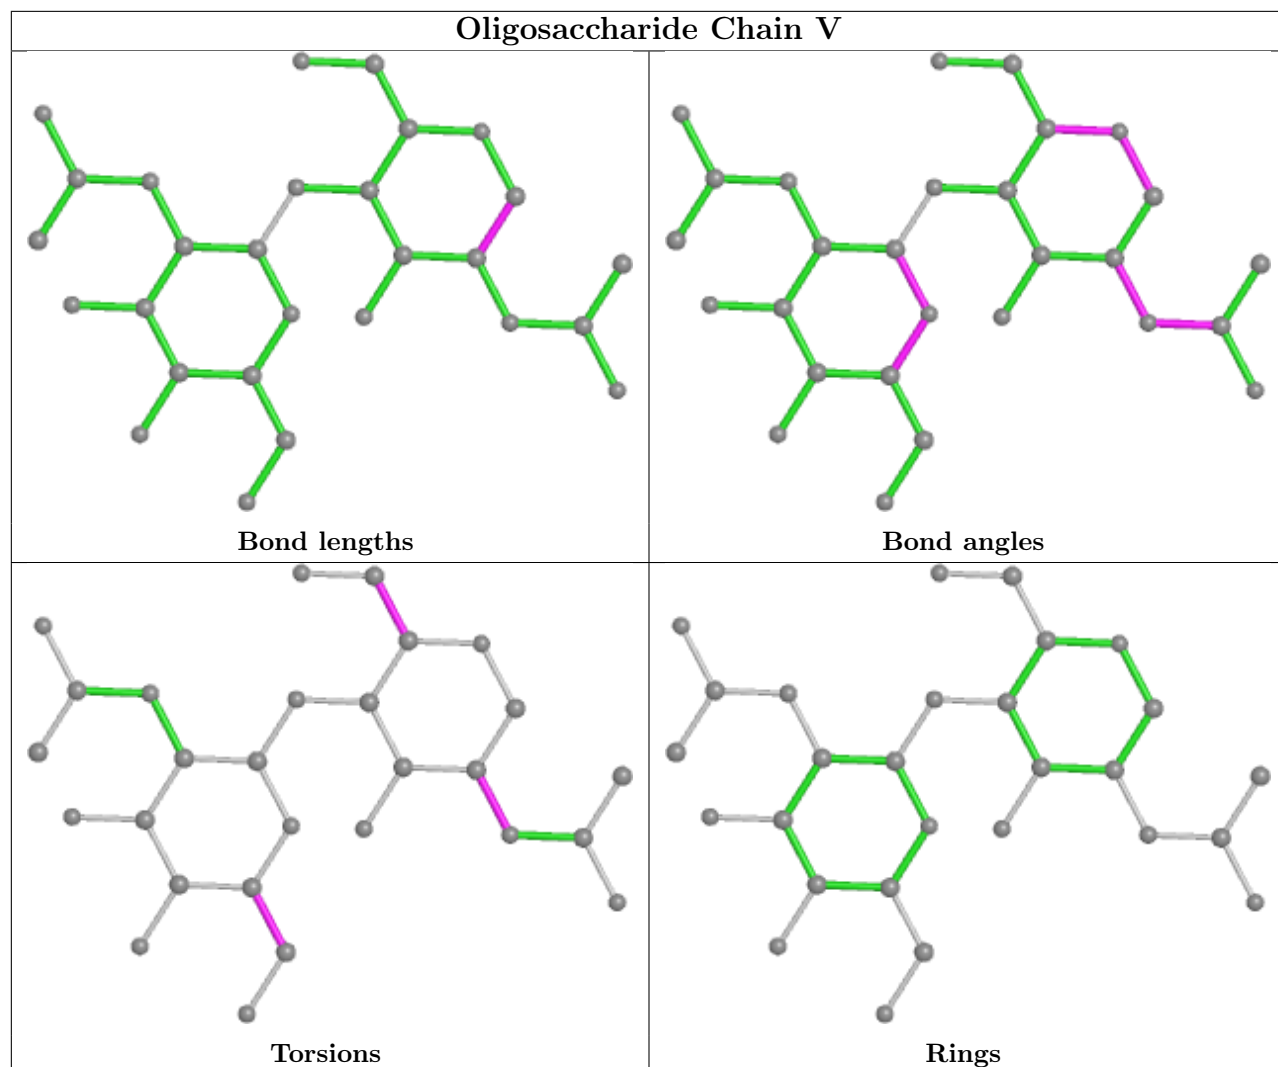 Oligosaccharide Chain V
Bond lengths
Bond angles
Torsions
Rings